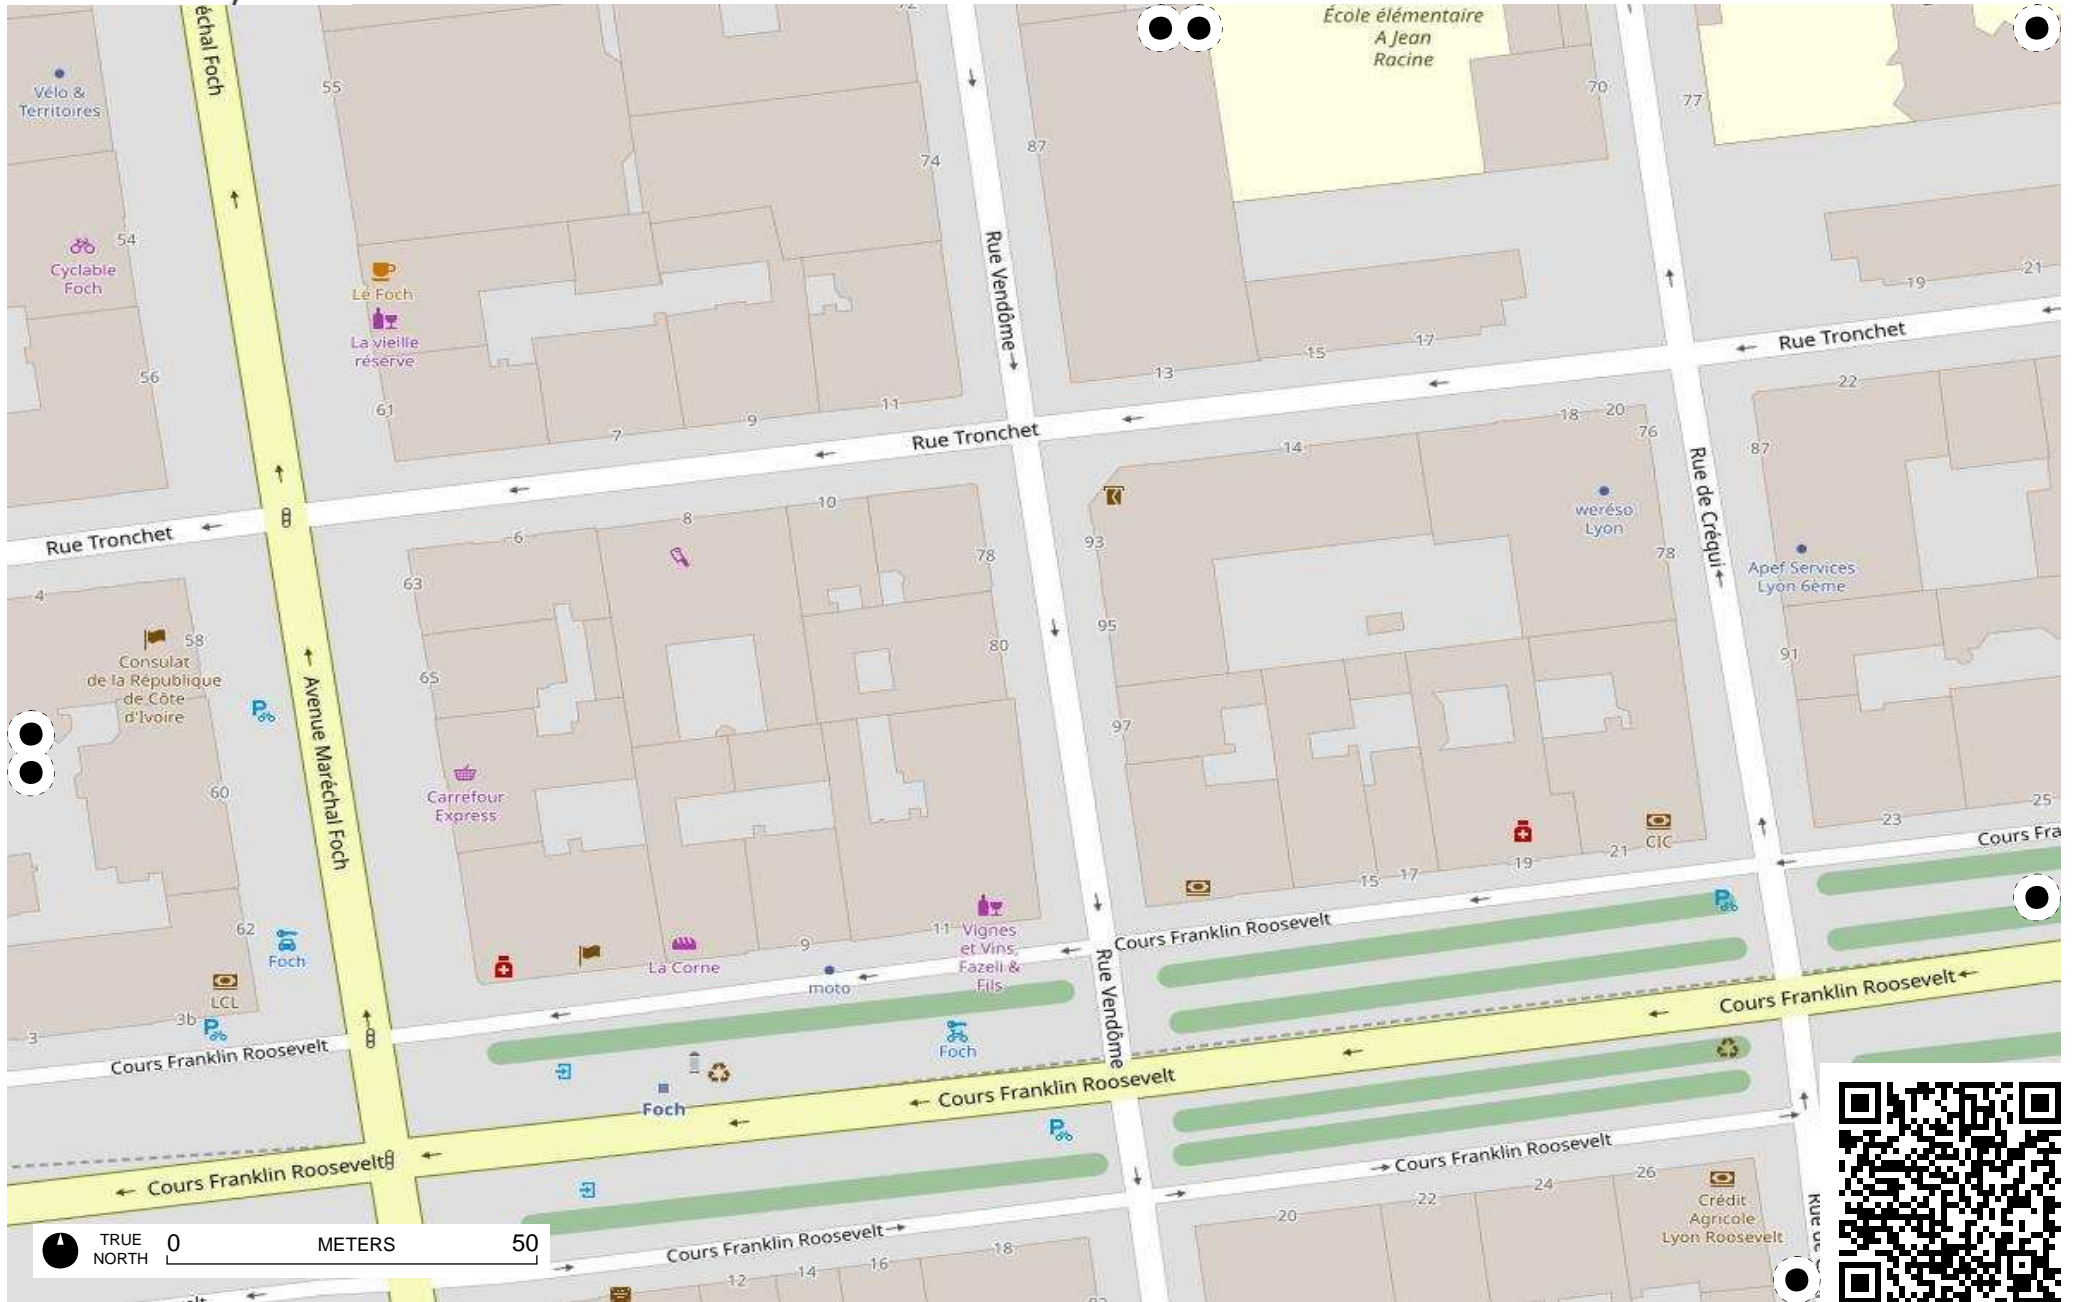 échal Foch
72
École élémentaire
A Jean
Racine
Vélo &
Territoires
55
70
77
87
74
54
Cyclable
Foch
Le Foch
La vieille
réserve
Rue Vendôme
19
21
15
17
Rue Tronchet
56
61
13
22
7
9
11
Rue Tronchet
18
20
76
14
87
Rue de Créqui
6
8
10
weréso
Lyon
Rue Tronchet
93
78
78
Apef Services
Lyon 6ème
63
4
58
Consulat
de la République
de Côte
d'Ivoire
95
80
91
65
P
Avenue Maréchal Foch
97
60
Carrefour
Express
25
23
Cours Fra
CIC
21
19
17
15
62
Foch
LCL
3b
P
3
La Corne
9
11
Vignes
et Vins,
Fazeli &
Fils
moto
Cours Franklin Roosevelt
P
Rue Vendôme
Cours Franklin Roosevelt
Foch
Cours Franklin Roosevelt
Foch
Cours Franklin Roosevelt
P
Cours Franklin Roosevelt
Cours Franklin Roosevelt
26
24
22
20
Crédit
Agricole
Lyon Roosevelt
Cours Franklin Roosevelt
18
16
14
12
TRUE
NORTH
0
METERS
50